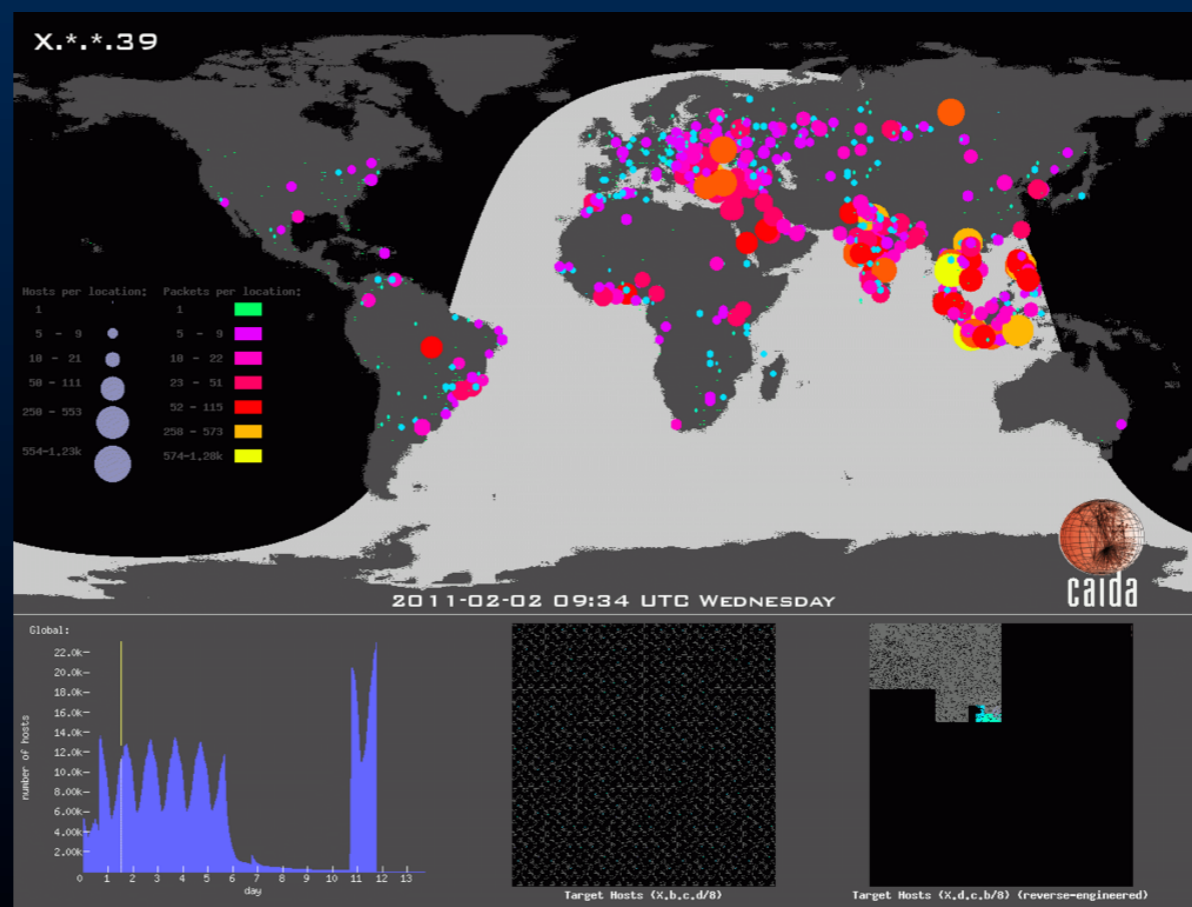 X.*.*.39
Hosts per location: Packets per location:
1 1
5 - 9 5 - 9
10 - 21 10 - 22
50 - 111 23 - 51
250 - 553 52 - 115
554-1.23k 258 - 573
574-1.28k
caida
2011-02-02 09:34 UTC WEDNESDAY
Global:
22.0k
20.0k
18.0k
16.0k
14.0k
12.0k
10.0k
8.00k
6.00k
4.00k
2.00k
number of hosts
0 1 2 3 4 5 6 7 8 9 10 11 12 13
day
Target Hosts (X.b.c.d/8)
Target Hosts (X.d.c.b/8) (reverse-engineered)